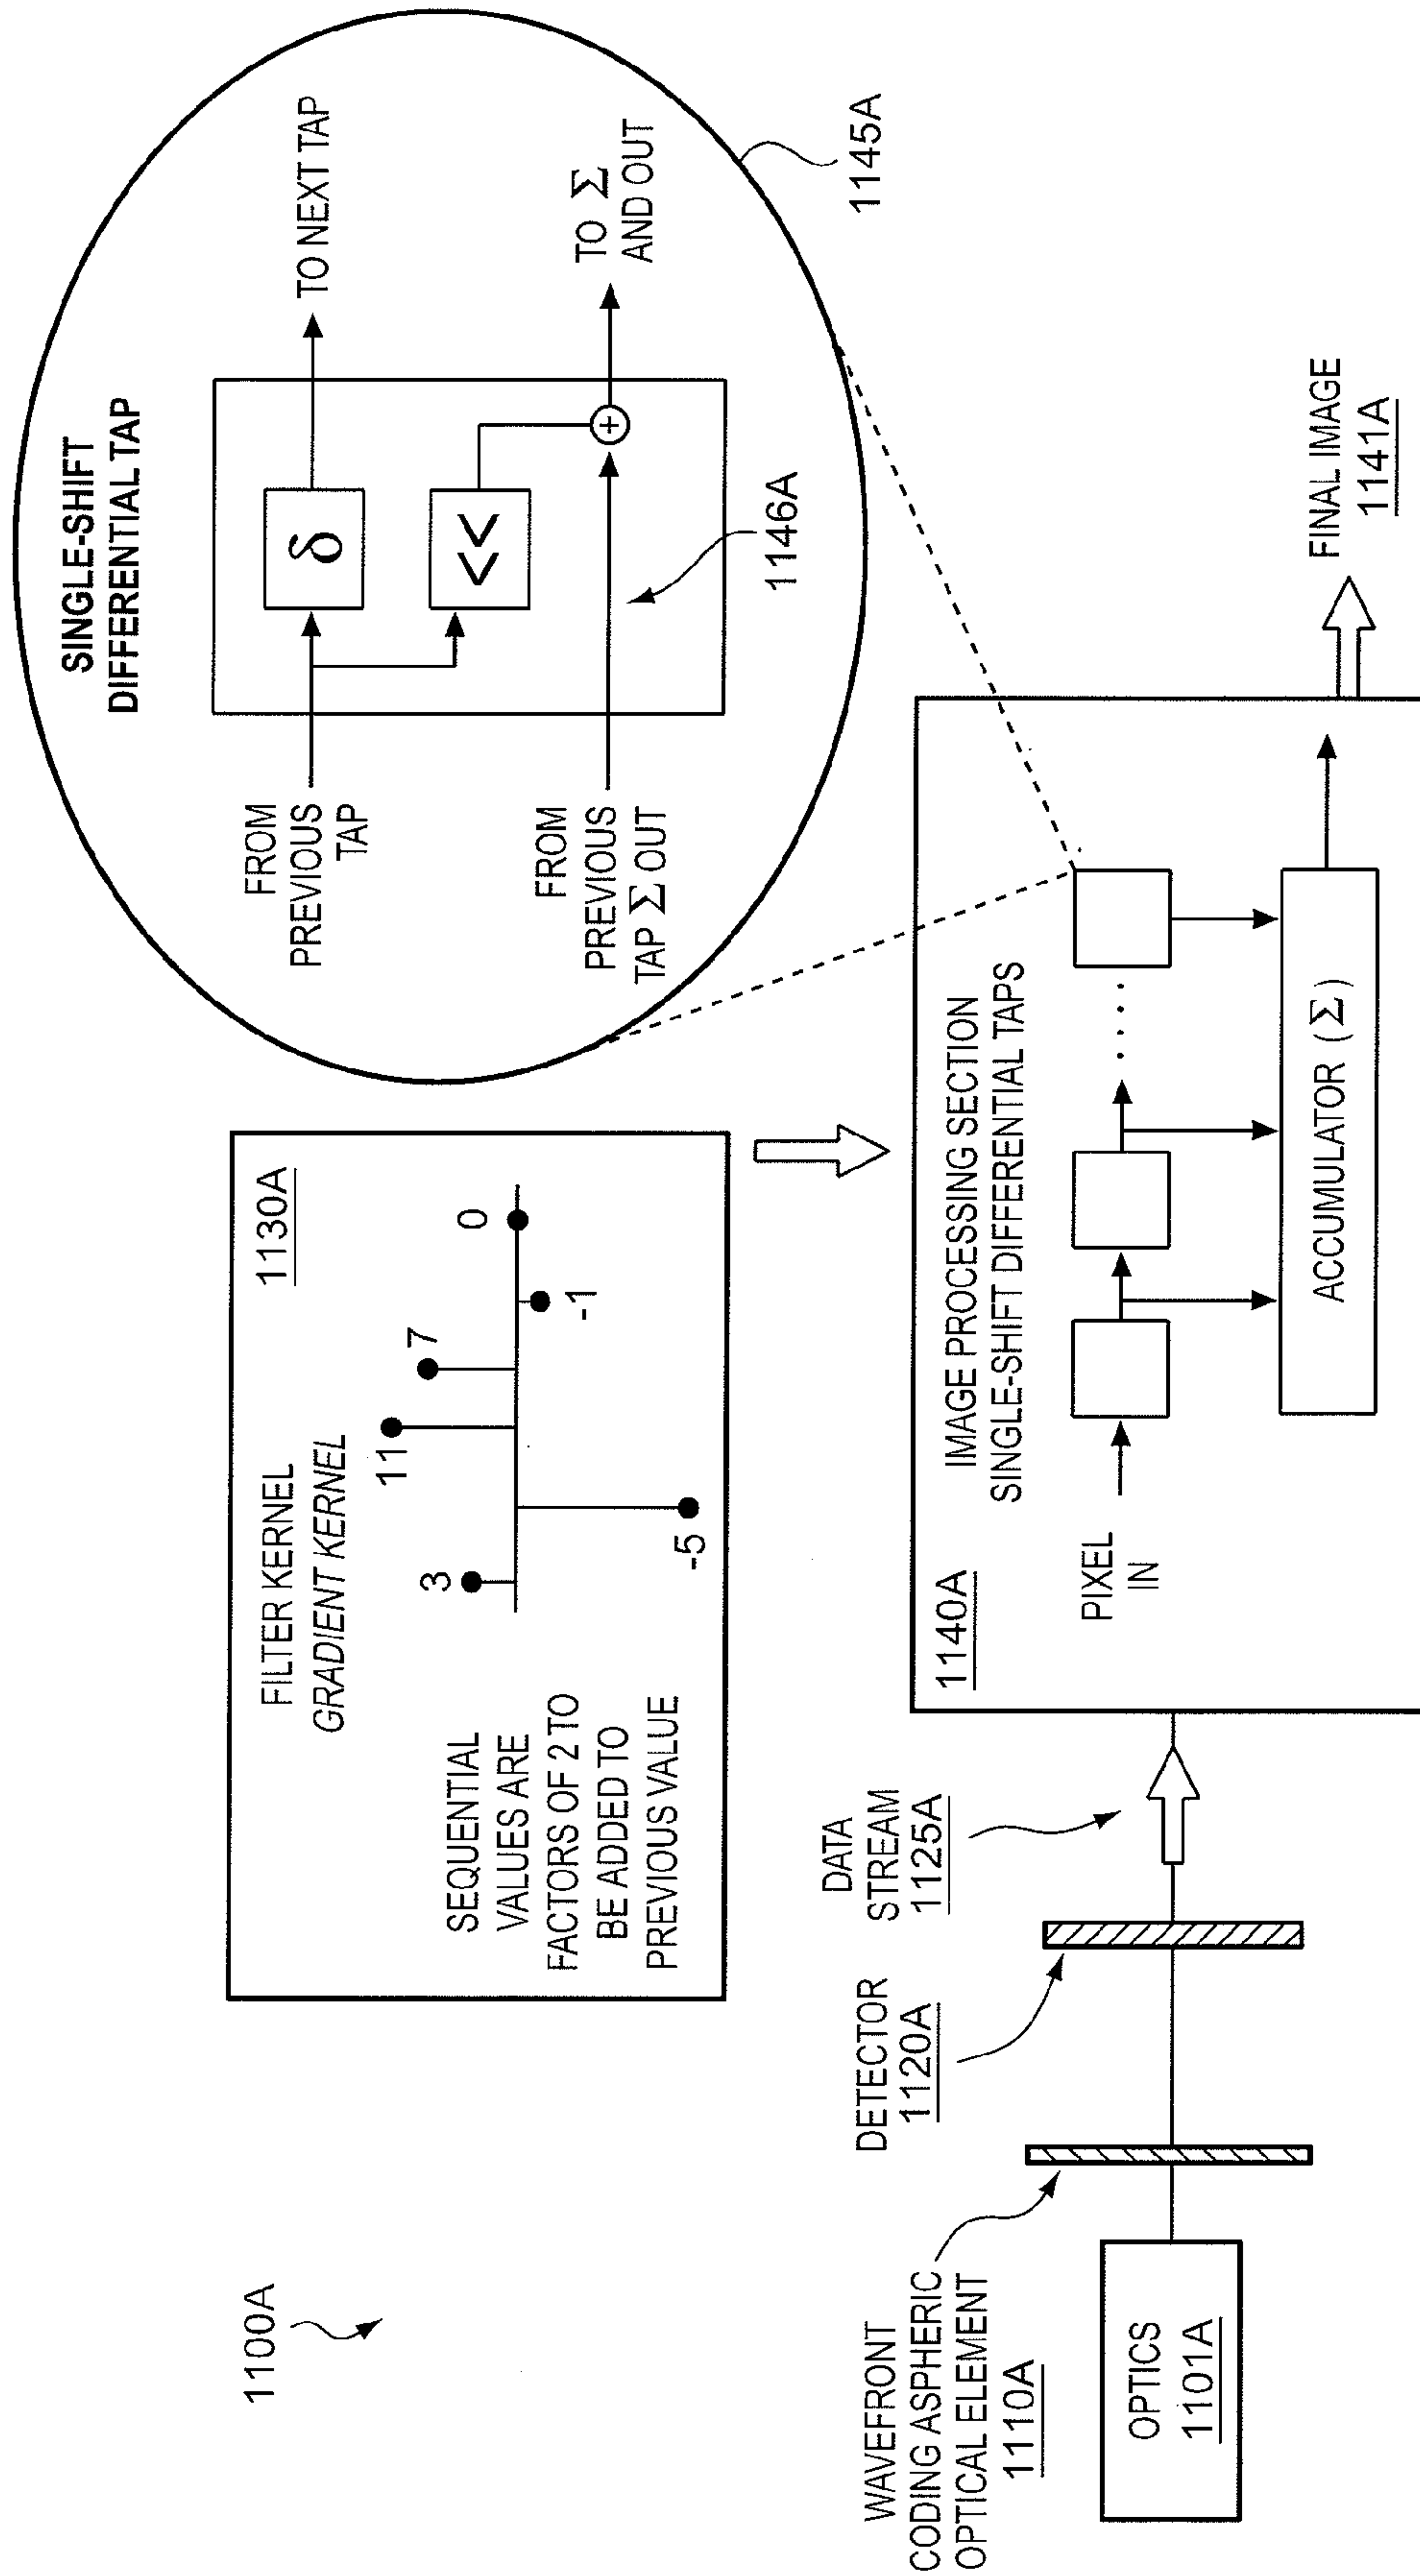 1100A
FILTER KERNEL
GRADIENT KERNEL
1130A
SEQUENTIAL
VALUES ARE
FACTORS OF 2 TO
BE ADDED TO
PREVIOUS VALUE
3
-5
11
7
-1
0
SINGLE-SHIFT
DIFFERENTIAL TAP
FROM
PREVIOUS
TAP
δ
TO NEXT TAP
<<
FROM
PREVIOUS
TAP Σ OUT
+
TO Σ
AND OUT
1146A
1145A
WAVEFRONT
CODING ASPHERIC
OPTICAL ELEMENT
1110A
OPTICS
1101A
DETECTOR
1120A
DATA
STREAM
1125A
1140A
IMAGE PROCESSING SECTION
SINGLE-SHIFT DIFFERENTIAL TAPS
PIXEL
IN
ACCUMULATOR (Σ)
FINAL IMAGE
1141A